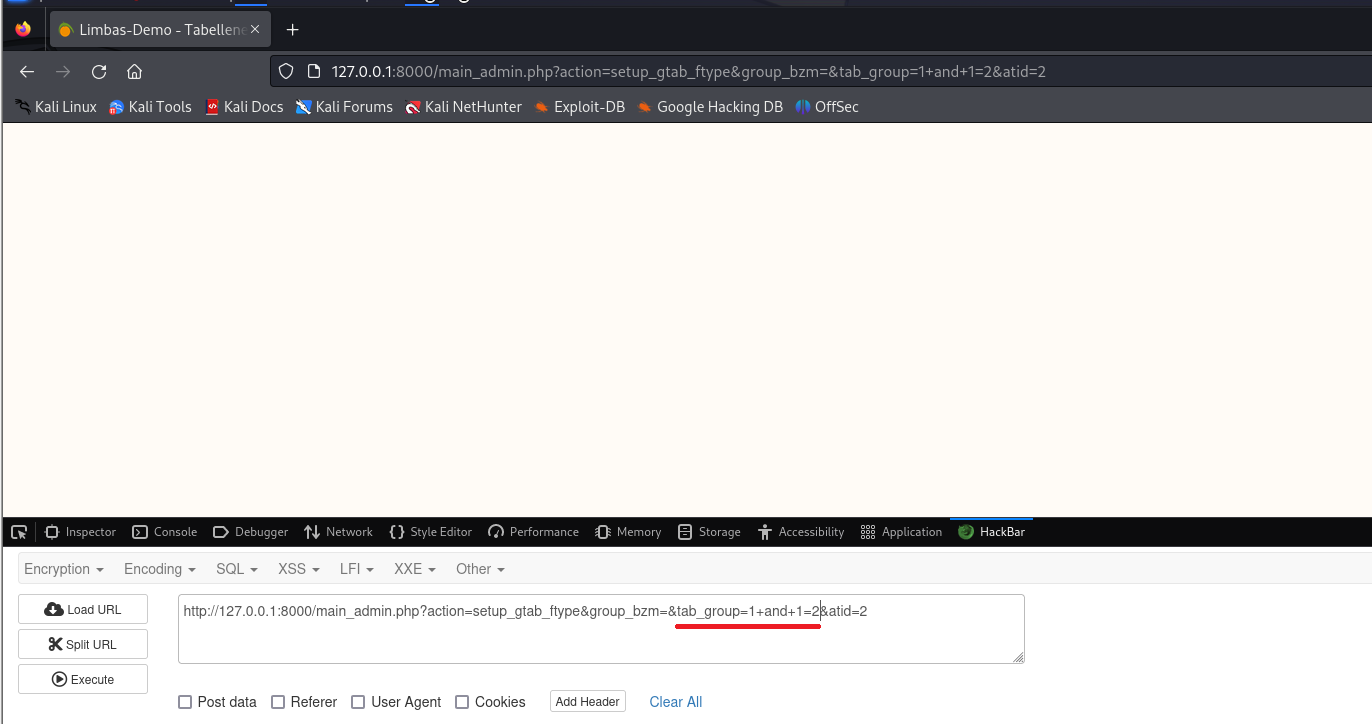 Limbas-Demo - Tabellene
127.0.0.1:8000/main_admin.php?action=setup_gtab_ftype&group_bzm=&tab_group=1+and+1=2&atid=2
Kali Linux Kali Tools Kali Docs Kali Forums Kali NetHunter Exploit-DB Google Hacking DB OffSec
Inspector Console Debugger Network Style Editor Performance Memory Storage Accessibility Application HackBar
Encryption Encoding SQL XSS LFI XXE Other
Load URL
http://127.0.0.1:8000/main_admin.php?action=setup_gtab_ftype&group_bzm=&tab_group=1+and+1=2&atid=2
Split URL
Execute
Post data Referer User Agent Cookies Add Header Clear All